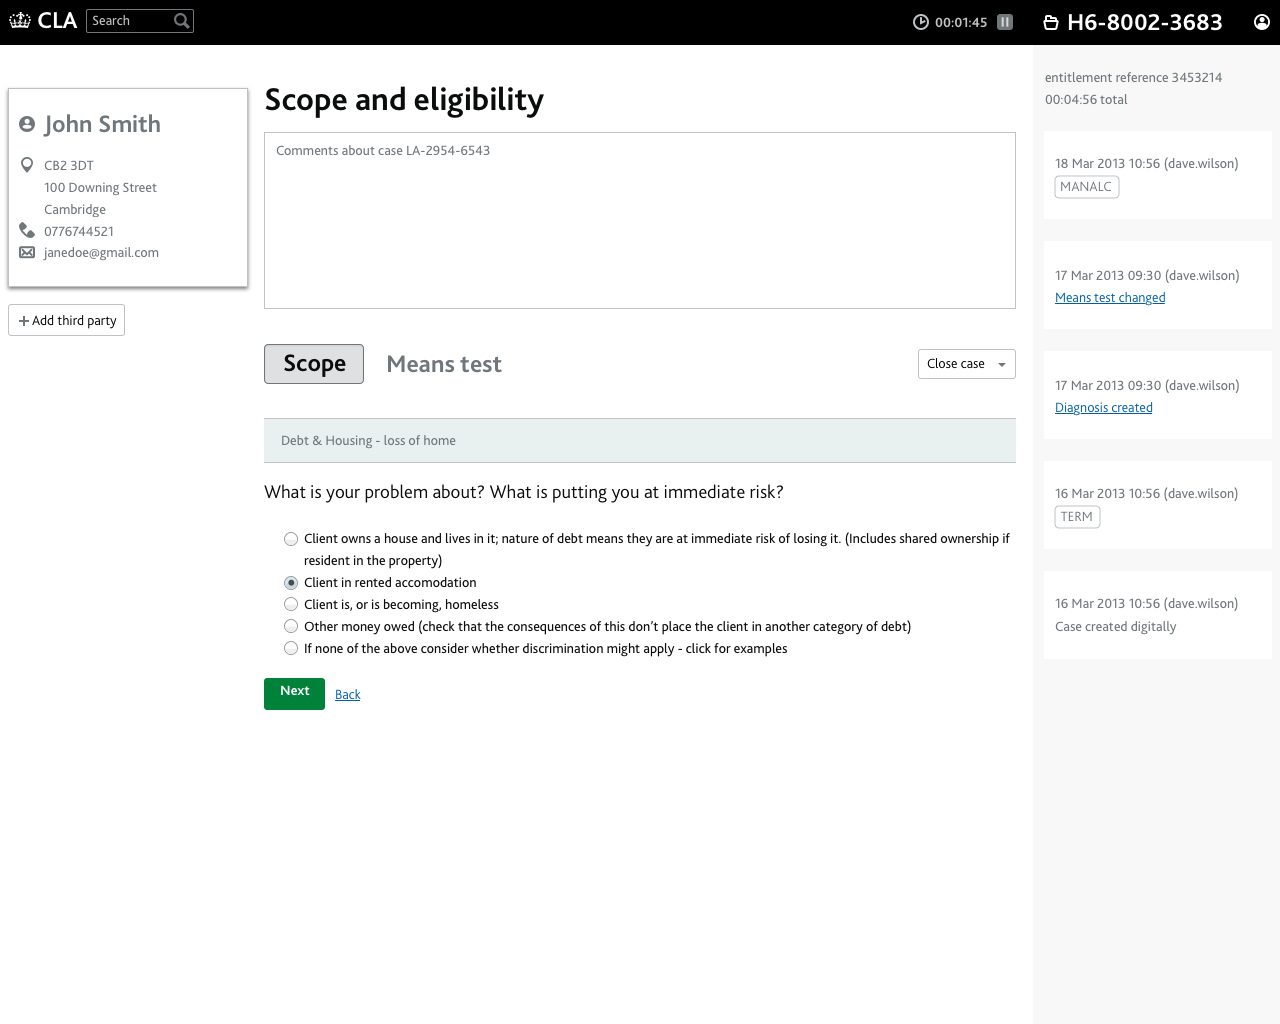 CLA
Search
00:01:45
H6-8002-3683
John Smith
CB2 3DT
100 Downing Street
Cambridge
0776744521
janedoe@gmail.com
Add third party
Scope and eligibility
Comments about case LA-2954-6543
Scope
Means test
Close case
Debt & Housing - loss of home
What is your problem about? What is putting you at immediate risk?
Client owns a house and lives in it; nature of debt means they are at immediate risk of losing it. (Includes shared ownership if
resident in the property)
Client in rented accomodation
Client is, or is becoming, homeless
Other money owed (check that the consequences of this don’t place the client in another category of debt)
If none of the above consider whether discrimination might apply - click for examples
Next
Back
entitlement reference 3453214
00:04:56 total
18 Mar 2013 10:56 (dave.wilson)
MANALC
17 Mar 2013 09:30 (dave.wilson)
Means test changed
17 Mar 2013 09:30 (dave.wilson)
Diagnosis created
16 Mar 2013 10:56 (dave.wilson)
TERM
16 Mar 2013 10:56 (dave.wilson)
Case created digitally